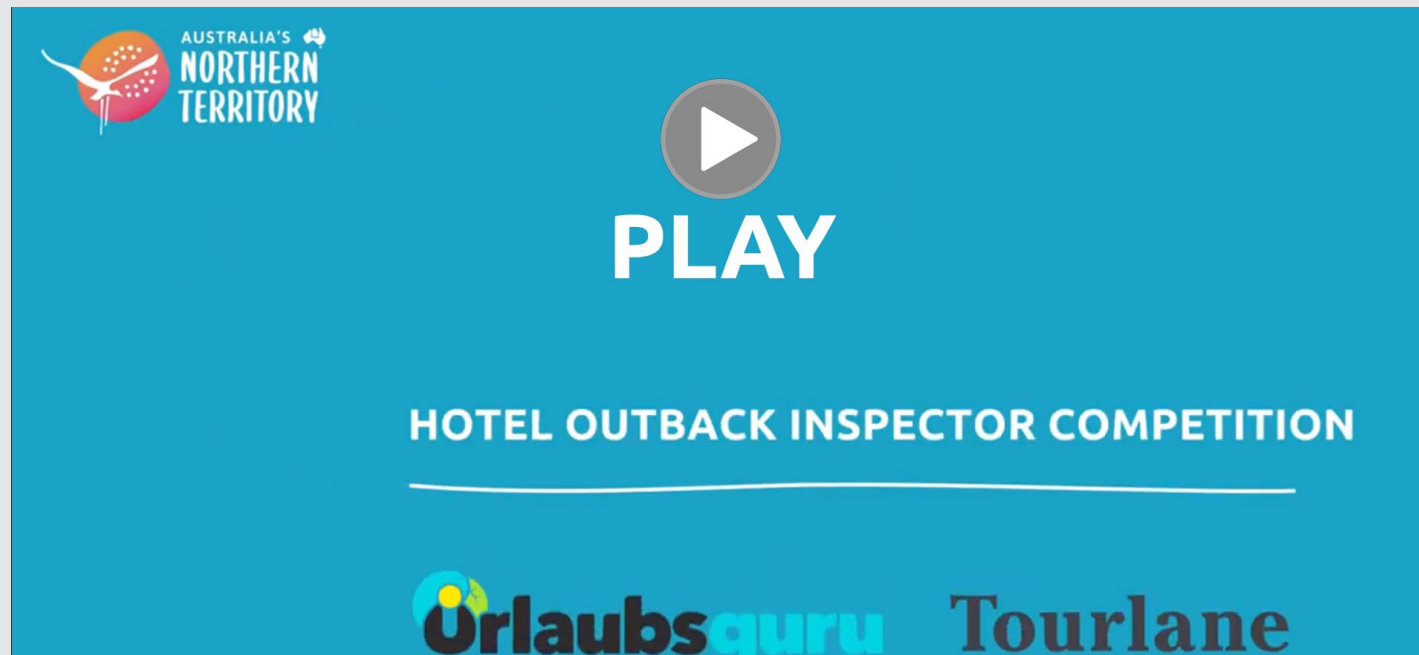 AUSTRALIA'S
NORTHERN
TERRITORY
PLAY
HOTEL OUTBACK INSPECTOR COMPETITION
Urlaubsguru
Tourlane